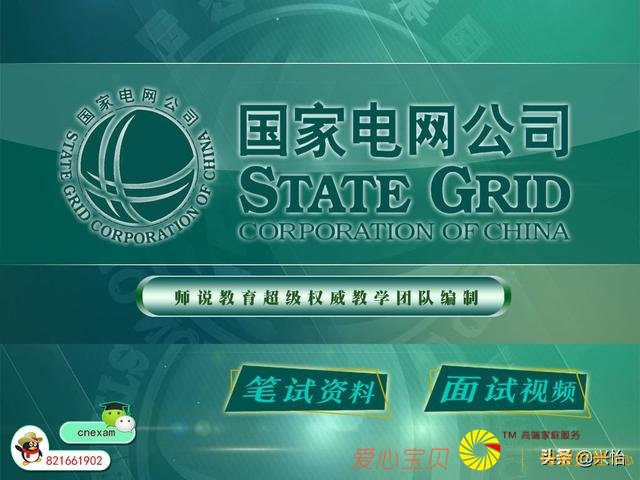 国家电网公司
STATE GRID CORPORATION OF CHINA
国家电网公司
STATE GRID
CORPORATION OF CHINA
师说教育超级权威教学团队编制
笔试资料
面试视频
cnexam
821661902
爱心宝贝
TM 高端家庭服务
头条@米怡